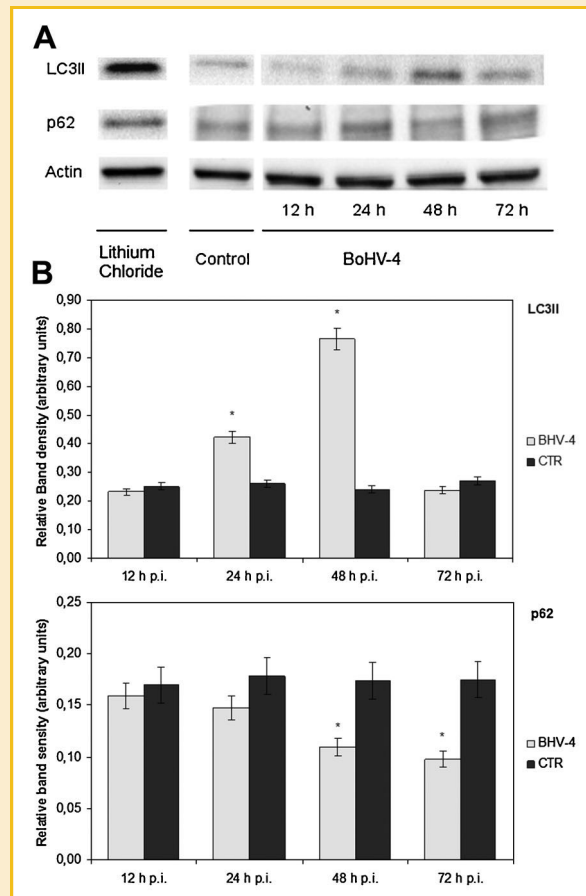 A
LC3II
p62
Actin
12 h 24 h 48 h 72 h
Lithium
Chloride
Control
BoHV-4
B
LC3II
Relative Band density (arbitrary units)
0,90
0,80
0,70
0,60
0,50
0,40
0,30
0,20
0,10
0,00
*
*
BHV-4
CTR
12 h p.i. 24 h p.i. 48 h p.i. 72 h p.i.
p62
Relative band sensity (arbitrary units)
0,25
0,20
0,15
0,10
0,05
0,00
*
*
BHV-4
CTR
12 h p.i. 24 h p.i. 48 h p.i. 72 h p.i.